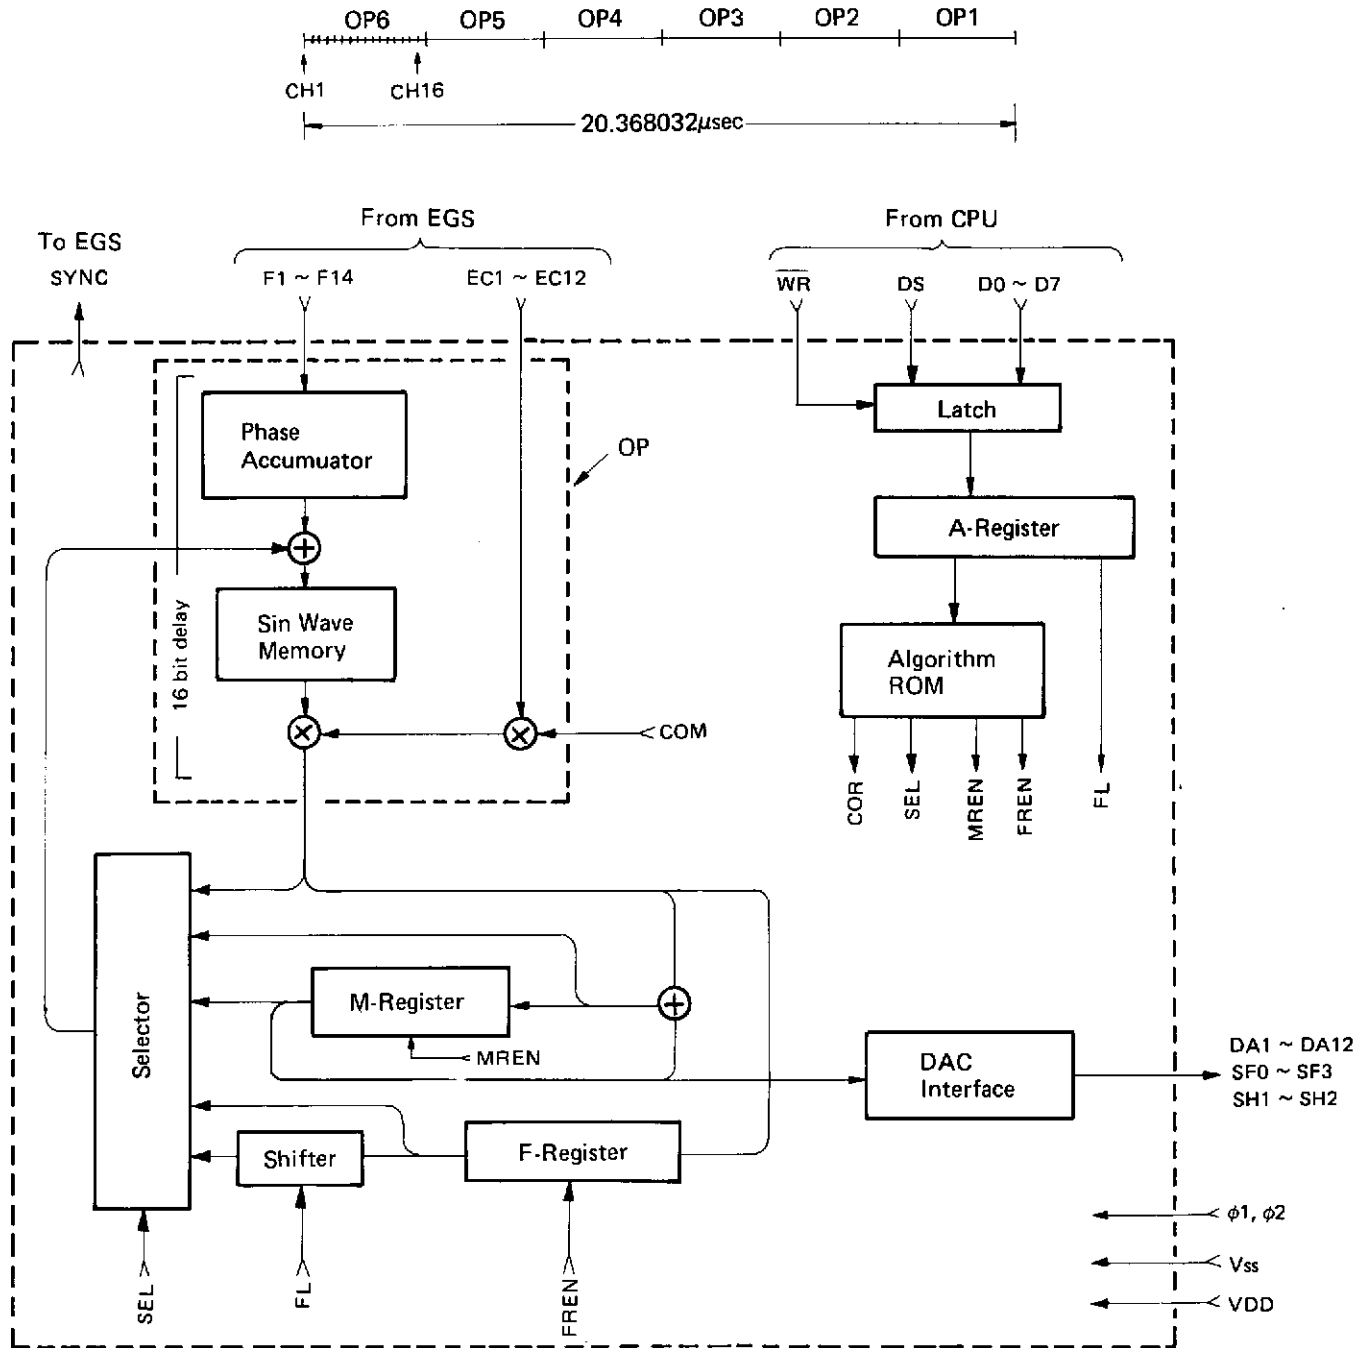 OP6 OP5 OP4 OP3 OP2 OP1
CH1 CH16
20.368032μsec
From EGS From CPU
To EGS
SYNC F1 ~ F14 EC1 ~ EC12 W̅R̅ DS D0 ~ D7
Latch
Phase
Accumuator
OP
A-Register
16 bit delay
Sin Wave
Memory
Algorithm
ROM
COM
COR SEL MREN FREN FL
Selector
M-Register
MREN
DAC
Interface
DA1 ~ DA12
SF0 ~ SF3
SH1 ~ SH2
Shifter
F-Register
SEL FL FREN
ϕ1, ϕ2
Vss
VDD